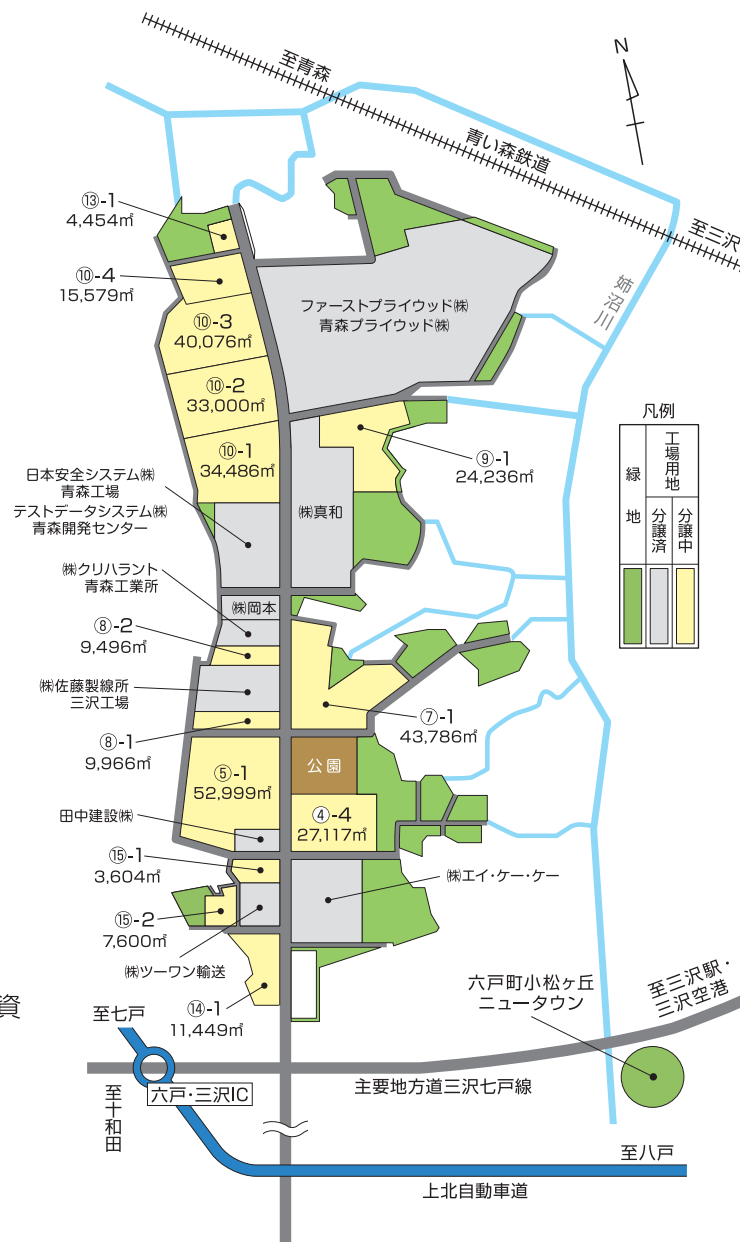 至青森
N
青い森鉄道
至三沢
姉沼川
⑬-1
4,454㎡
⑩-4
15,579㎡
ファーストプライウッド㈱
青森プライウッド㈱
⑩-3
40,076㎡
⑩-2
33,000㎡
⑩-1
34,486㎡
⑨-1
24,236㎡
凡例
緑地
工場用地
分譲済
分譲中
日本安全システム㈱
青森工場
テストデータシステム㈱
青森開発センター
㈱真和
㈱クリハラント
青森工業所
㈱岡本
⑧-2
9,496㎡
㈱佐藤製線所
三沢工場
⑦-1
43,786㎡
⑧-1
9,966㎡
⑤-1
52,999㎡
公園
④-4
27,117㎡
田中建設㈱
⑮-1
3,604㎡
㈱エイ・ケー・ケー
⑮-2
7,600㎡
㈱ツーワン輸送
⑭-1
11,449㎡
資
六戸町小松ヶ丘
ニュータウン
至三沢駅・
三沢空港
至七戸
六戸・三沢IC
至十和田
主要地方道三沢七戸線
至八戸
上北自動車道